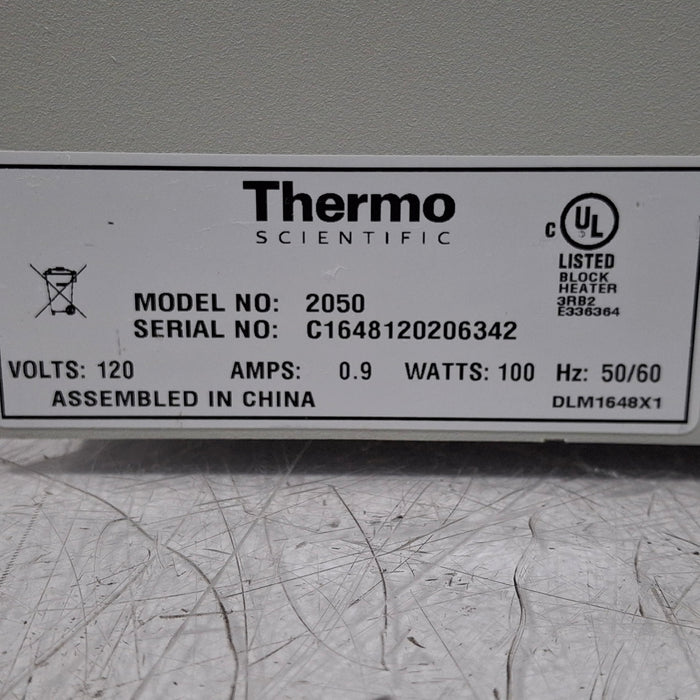 Thermo
SCIENTIFIC
C UL
LISTED
BLOCK
HEATER
3RB2
E336364
MODEL NO: 2050
SERIAL NO: C1648120206342
VOLTS: 120 AMPS: 0.9 WATTS: 100 Hz: 50/60
ASSEMBLED IN CHINA DLM1648X1